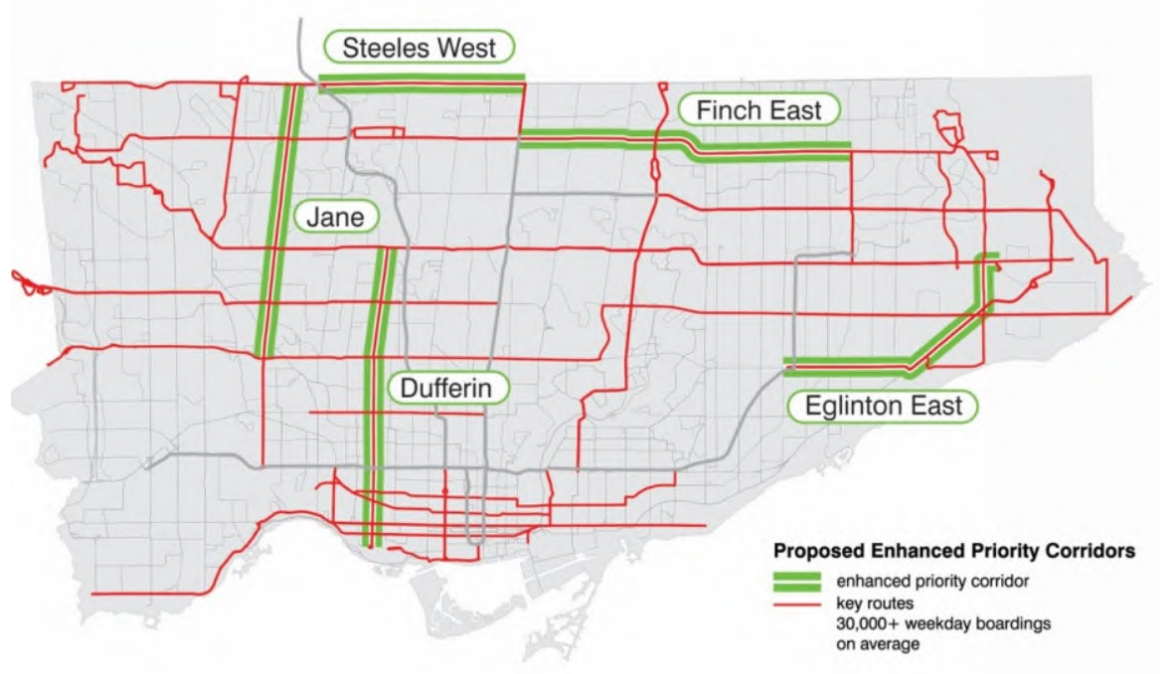 Steeles West
Finch East
Jane
Dufferin
Eglinton East
Proposed Enhanced Priority Corridors
enhanced priority corridor
key routes
30,000+ weekday boardings
on average